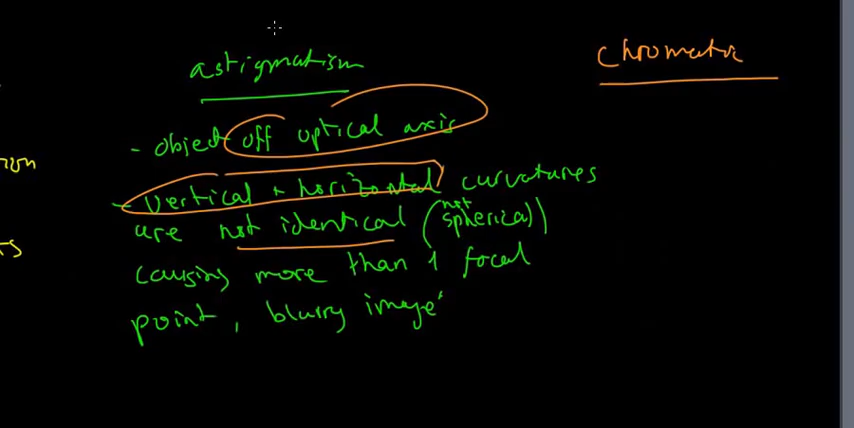 astigmatism
- object off optical axis
- vertical + horizontal curvatures
are not identical (not spherical)
causing more than 1 focal
point, blurry image
chromatic